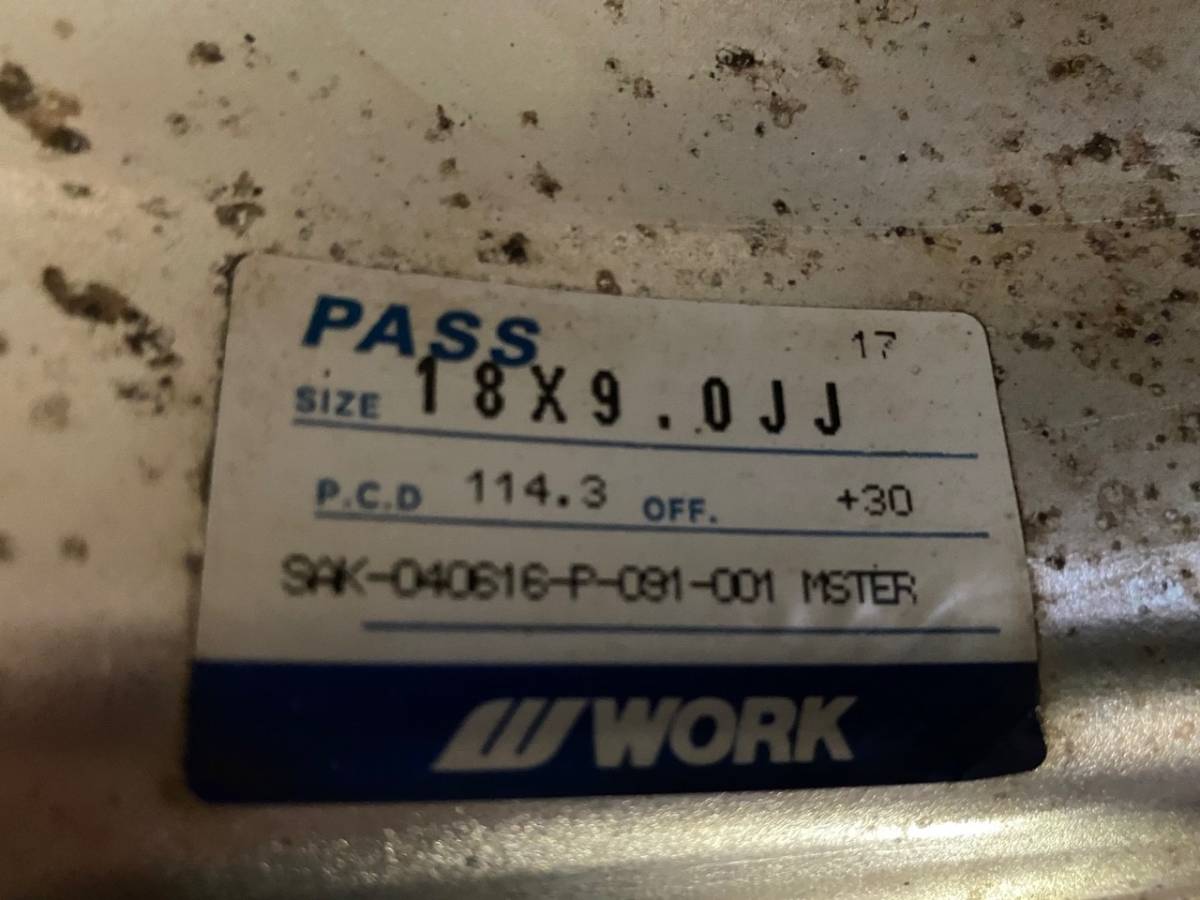 PASS 17
SIZE 18X9.0JJ
P.C.D 114.3 OFF. +30
SAK-040616-P-091-001 MSTER
WORK